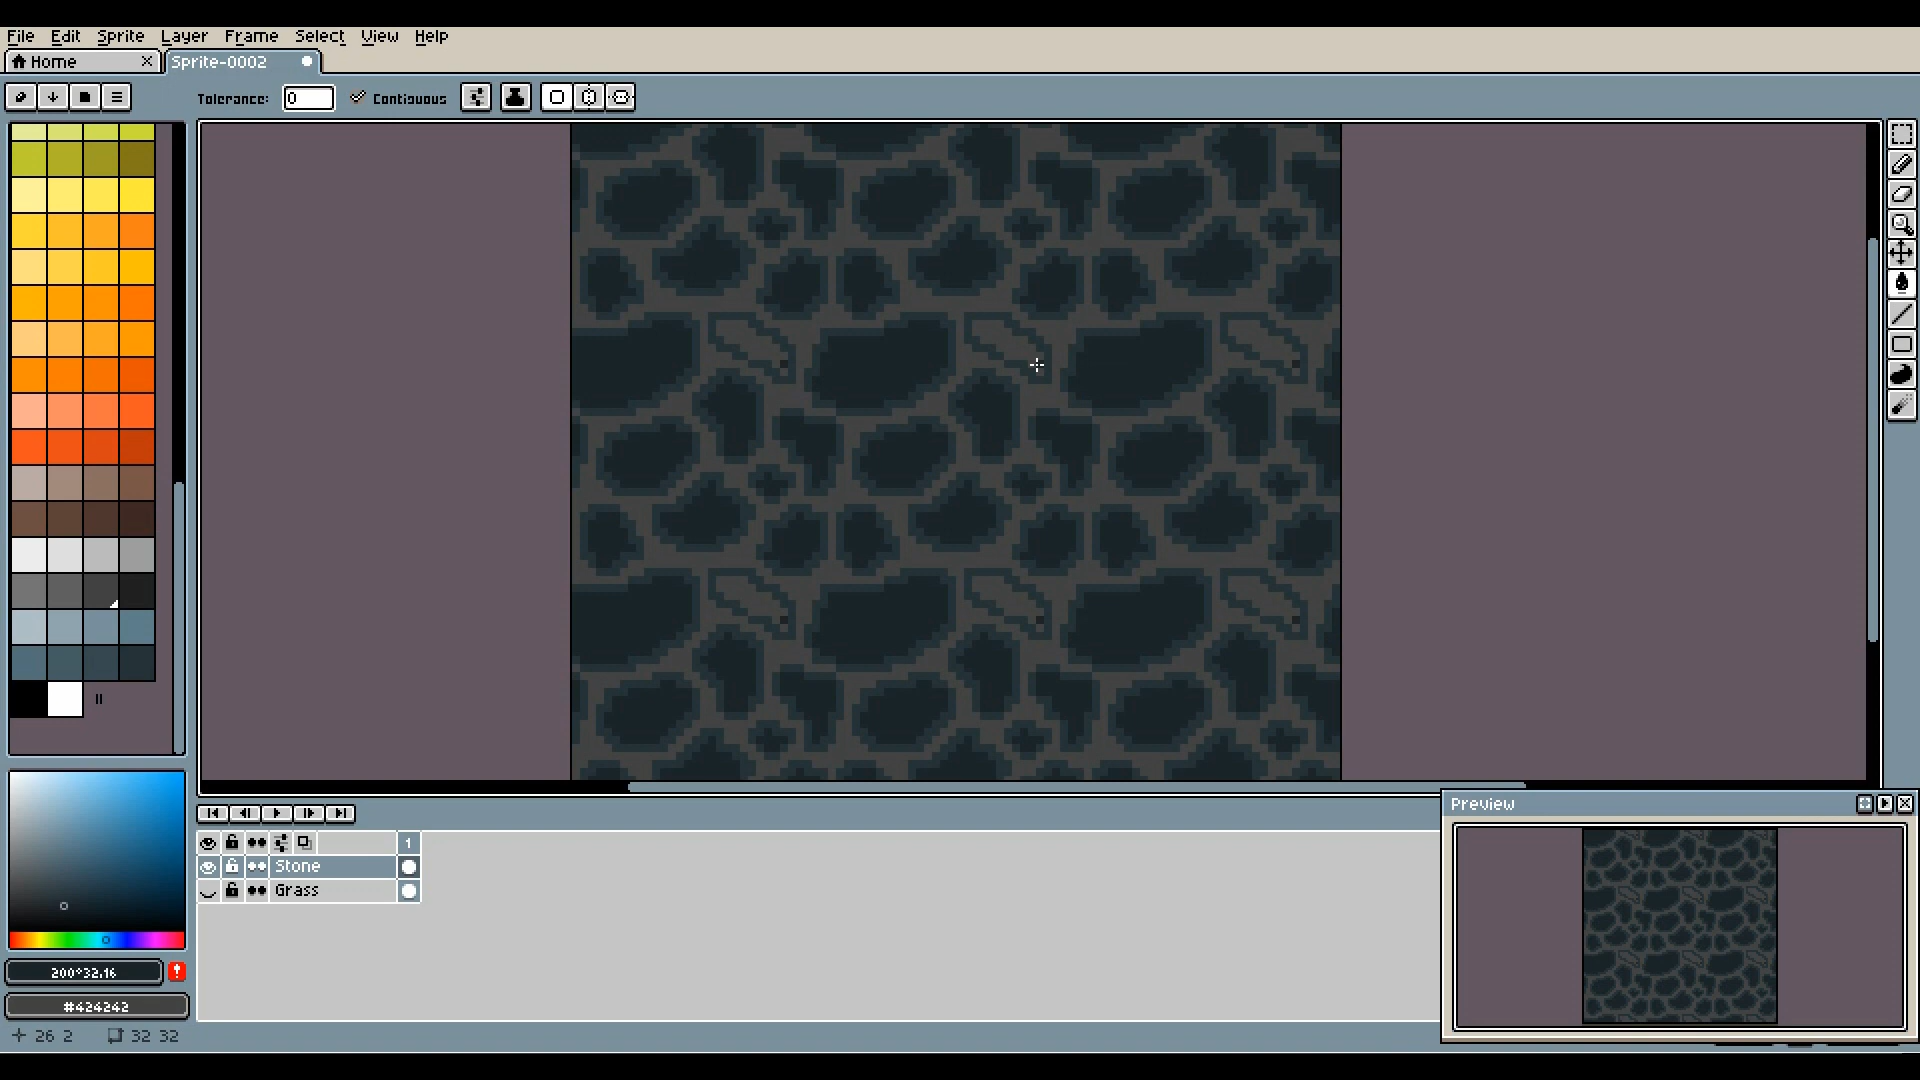 File Edit Sprite Layer Frame Select View Help
Home Sprite-0002
Tolerance: 0 Contiguous
Preview
1
Stone
Grass
200°32.16
#424242
26 2 32 32